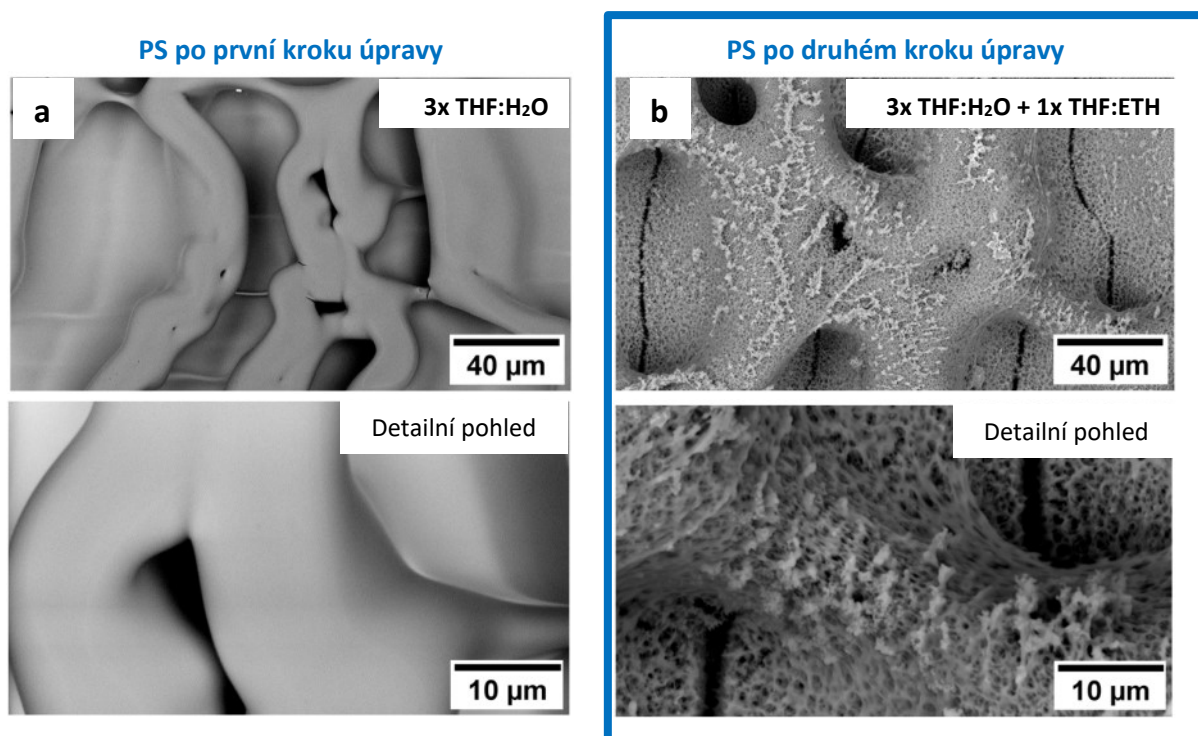 PS po první kroku úpravy
a
3x THF:H₂O
40 µm
Detailní pohled
10 µm
PS po druhém kroku úpravy
b
3x THF:H₂O + 1x THF:ETH
40 µm
Detailní pohled
10 µm